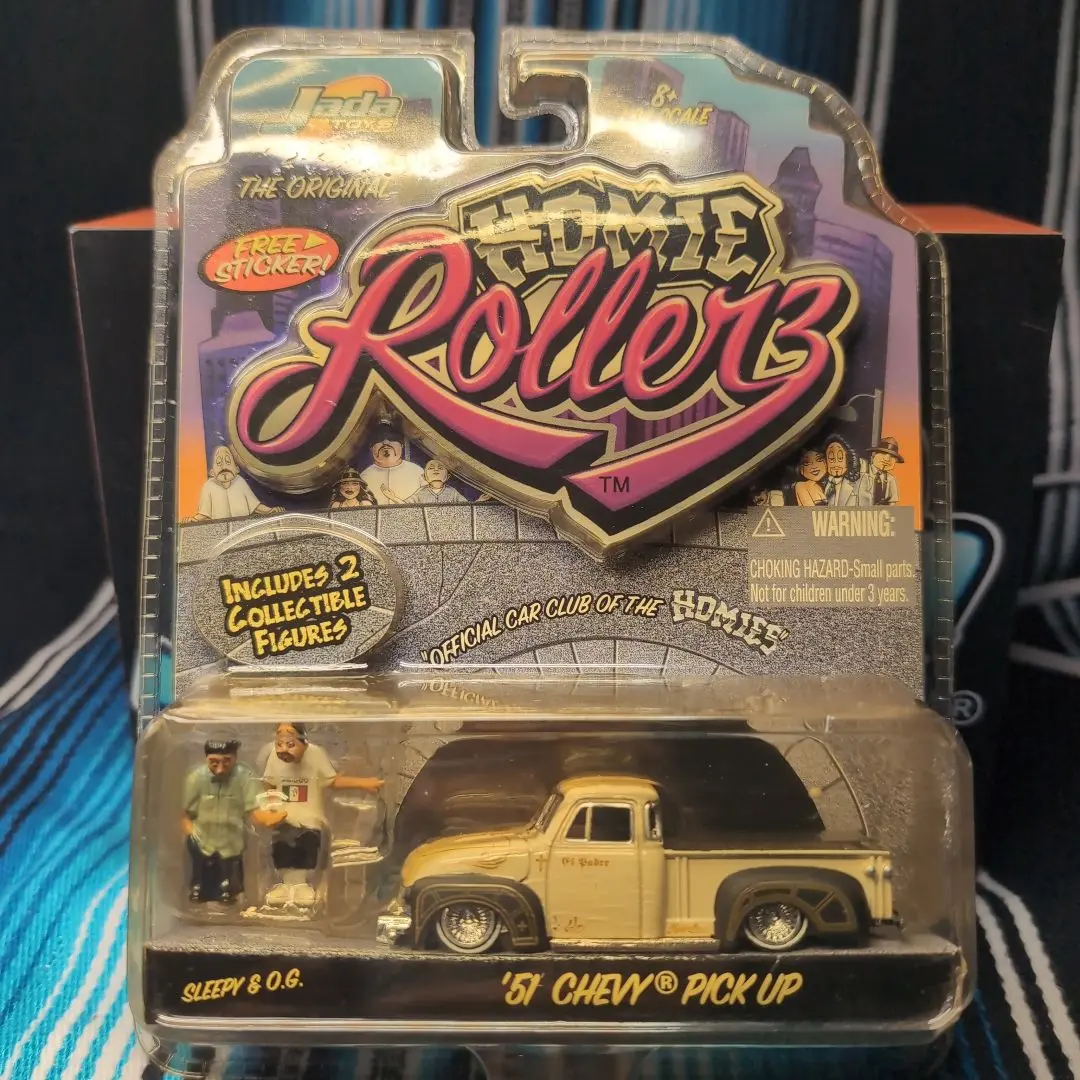 Jada
TOYS
8+
SCALE
THE ORIGINAL
HOMIE
FREE
STICKER!
Rollerz
TM
WARNING:
CHOKING HAZARD-Small parts.
Not for children under 3 years.
INCLUDES 2
COLLECTIBLE
FIGURES
"OFFICIAL CAR CLUB OF THE HOMIES"
®
El Padre
SLEEPY & O.G.
'51 CHEVY® PICK UP